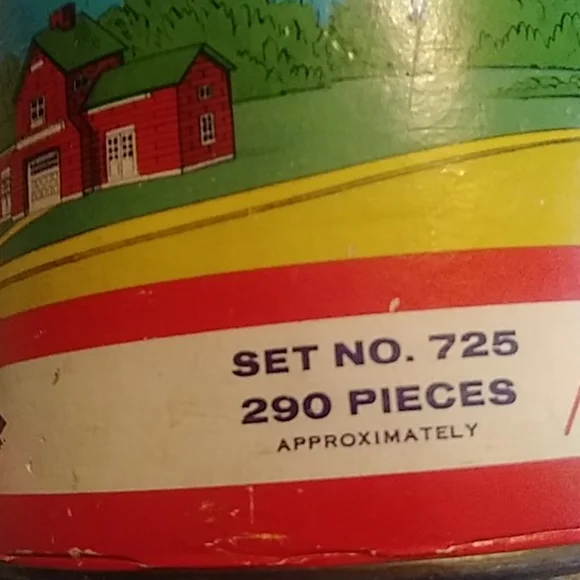 SET NO. 725
290 PIECES
APPROXIMATELY